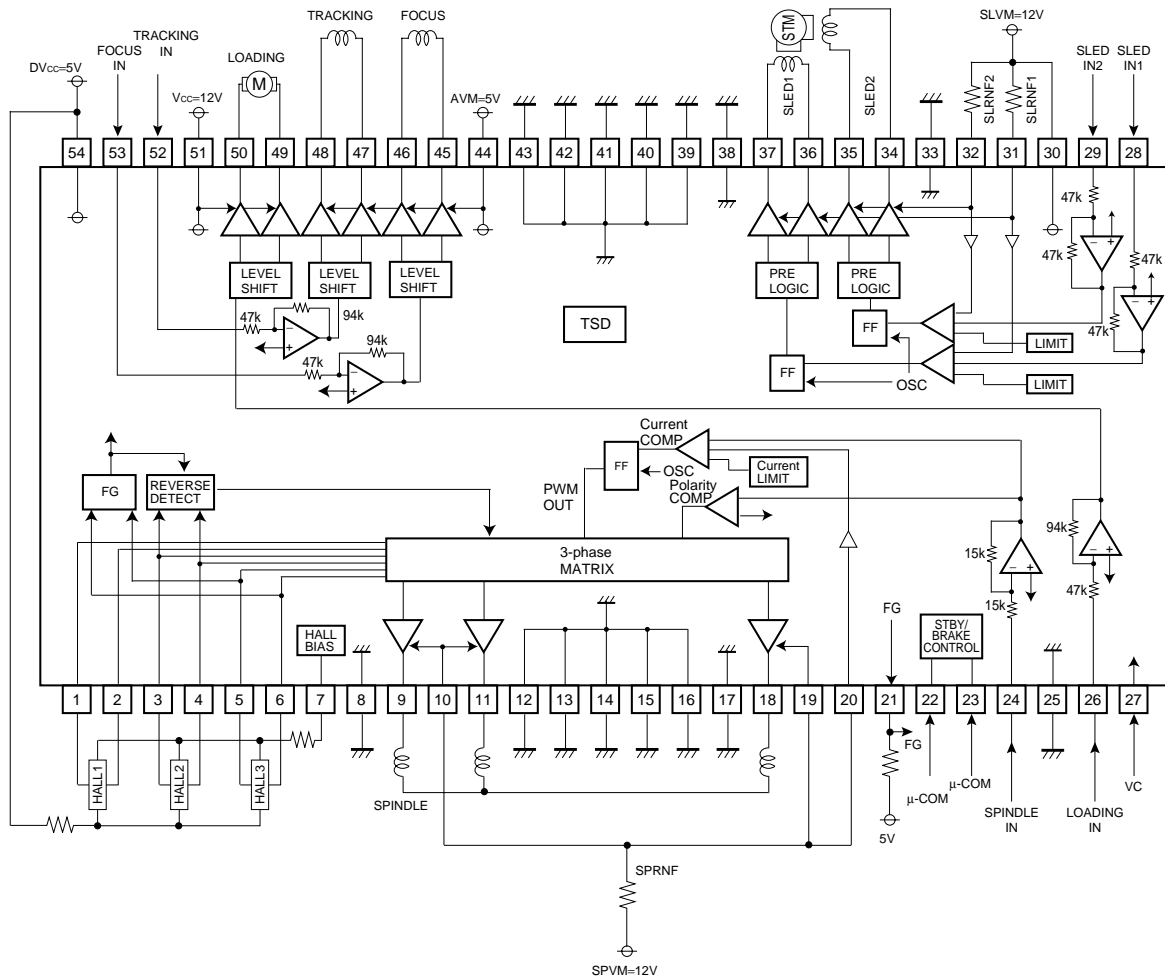 TRACKING
FOCUS
SLVM=12V
TRACKING
IN
FOCUS
IN
LOADING
STM
SLED1
SLED2
SLRNF2
SLRNF1
SLED
IN2
SLED
IN1
DVCC=5V
VCC=12V
M
AVM=5V
54 53 52 51 50 49 48 47 46 45 44 43 42 41 40 39 38 37 36 35 34 33 32 31 30 29 28
47k
47k
47k
47k
− +
− +
LEVEL
SHIFT
LEVEL
SHIFT
LEVEL
SHIFT
PRE
LOGIC
PRE
LOGIC
TSD
47k
94k
−
+
47k
94k
−
+
FF
FF
OSC
LIMIT
LIMIT
Current
COMP
FF
OSC
Current
LIMIT
Polarity
COMP
PWM
OUT
FG
REVERSE
DETECT
3-phase
MATRIX
15k
− +
15k
94k
− +
47k
HALL
BIAS
FG
STBY/
BRAKE
CONTROL
1 2 3 4 5 6 7 8 9 10 11 12 13 14 15 16 17 18 19 20 21 22 23 24 25 26 27
HALL1
HALL2
HALL3
SPINDLE
FG
5V
μ-COM
μ-COM
SPINDLE
IN
LOADING
IN
VC
SPRNF
SPVM=12V